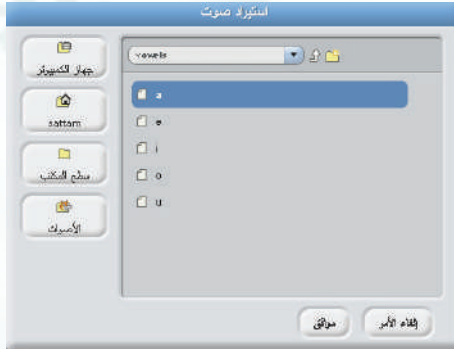 استيراد صوت
جهاز الكمبيوتر
sattam
سطح المكتب
الأصوات
vowels
a
e
i
o
u
موافق
إلغاء الأمر